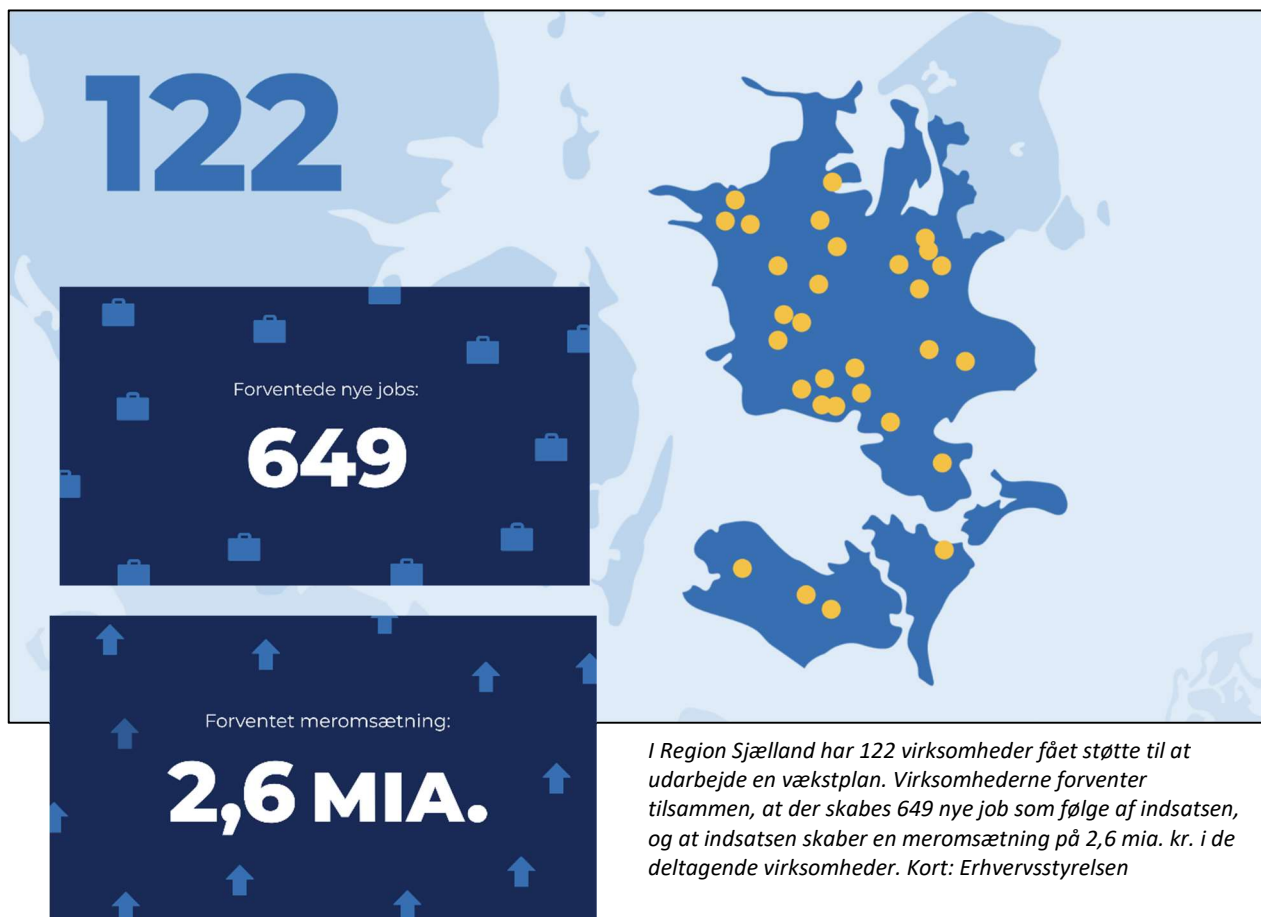 122
Forventede nye jobs:
649
Forventet meromsætning:
2,6 MIA.
I Region Sjælland har 122 virksomheder fået støtte til at
udarbejde en vækstplan. Virksomhederne forventer
tilsammen, at der skabes 649 nye job som følge af indsatsen,
og at indsatsen skaber en meromsætning på 2,6 mia. kr. i de
deltagende virksomheder. Kort: Erhvervsstyrelsen